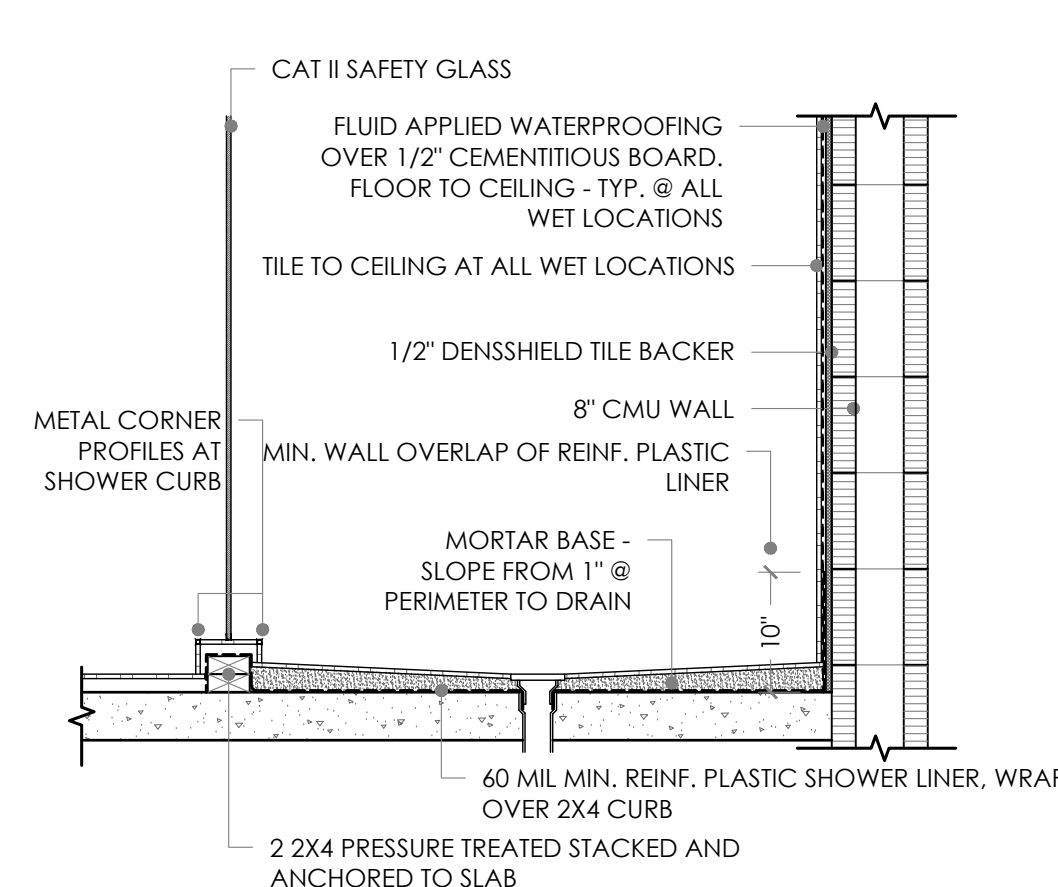 CAT II SAFETY GLASS
FLUID APPLIED WATERPROOFING
OVER 1/2" CEMENTITIOUS BOARD.
FLOOR TO CEILING - TYP. @ ALL
WET LOCATIONS
TILE TO CEILING AT ALL WET LOCATIONS
1/2" DENSSHIELD TILE BACKER
8" CMU WALL
METAL CORNER
PROFILES AT
SHOWER CURB
MIN. WALL OVERLAP OF REINF. PLASTIC
LINER
MORTAR BASE -
SLOPE FROM 1" @
PERIMETER TO DRAIN
10"
60 MIL MIN. REINF. PLASTIC SHOWER LINER, WRAP
OVER 2X4 CURB
2 2X4 PRESSURE TREATED STACKED AND
ANCHORED TO SLAB